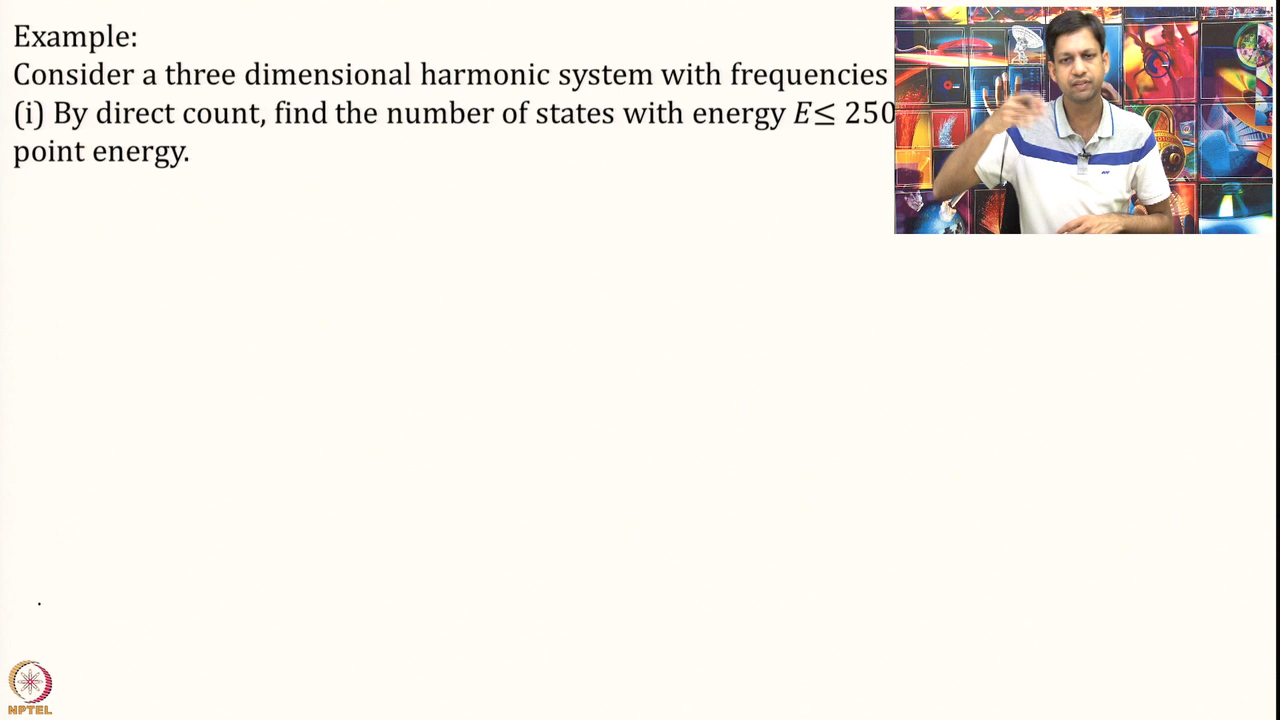 Example:
Consider a three dimensional harmonic system with frequencies
(i) By direct count, find the number of states with energy E≤ 250
point energy.
NPTEL